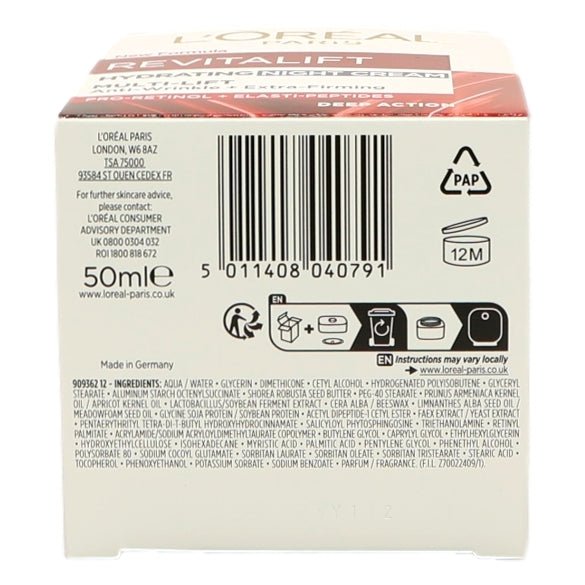 L'ORÉAL
PARIS
New Formula
REVITALIFT
HYDRATING NIGHT CREAM
MULTI-LIFT
Anti-Wrinkle + Extra-Firming
PRO-RETINOL + ELASTI-PEPTIDES
DEEP ACTION
L'ORÉAL PARIS
LONDON, W6 8AZ
TSA 75000
93584 ST OUEN CEDEX FR
For further skincare advice,
please contact:
L'ORÉAL CONSUMER
ADVISORY DEPARTMENT
UK 0800 0304 032
ROI 1800 818 672
50ml℮
www.loreal-paris.co.uk
5 011408 040791
PAP
12M
EN
EN Instructions may vary locally
www.loreal-paris.co.uk
Made in Germany
909362 12 - INGREDIENTS: AQUA / WATER • GLYCERIN • DIMETHICONE • CETYL ALCOHOL • HYDROGENATED POLYISOBUTENE • GLYCERYL
STEARATE • ALUMINUM STARCH OCTENYLSUCCINATE • SHOREA ROBUSTA SEED BUTTER • PEG-40 STEARATE • PRUNUS ARMENIACA KERNEL
OIL / APRICOT KERNEL OIL • LACTOBACILLUS/SOYBEAN FERMENT EXTRACT • CERA ALBA / BEESWAX • LIMNANTHES ALBA SEED OIL /
MEADOWFOAM SEED OIL • GLYCINE SOJA PROTEIN / SOYBEAN PROTEIN • ACETYL DIPEPTIDE-1 CETYL ESTER • FAEX EXTRACT / YEAST EXTRACT •
PENTAERYTHRITYL TETRA-DI-T-BUTYL HYDROXYHYDROCINNAMATE • SALICYLOYL PHYTOSPHINGOSINE • TRIETHANOLAMINE • RETINYL
PALMITATE • ACRYLAMIDE/SODIUM ACRYLOYLDIMETHYLTAURATE COPOLYMER • BUTYLENE GLYCOL • CAPRYLYL GLYCOL • ETHYLHEXYLGLYCERIN
• HYDROXYETHYLCELLULOSE • ISOHEXADECANE • MYRISTIC ACID • PALMITIC ACID • PENTYLENE GLYCOL • PHENETHYL ALCOHOL •
POLYSORBATE 80 • SODIUM COCOYL GLUTAMATE • SORBITAN LAURATE • SORBITAN OLEATE • SORBITAN TRISTEARATE • STEARIC ACID •
TOCOPHEROL • PHENOXYETHANOL • POTASSIUM SORBATE • SODIUM BENZOATE • PARFUM / FRAGRANCE. (F.I.L. Z70022409/1).